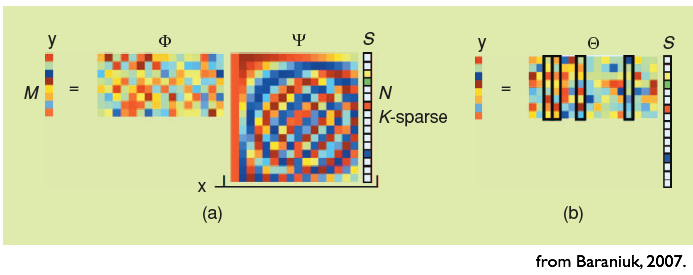 y Φ Ψ S
M = N
K-sparse
x
(a)
y Θ S
=
(b)
from Baraniuk, 2007.